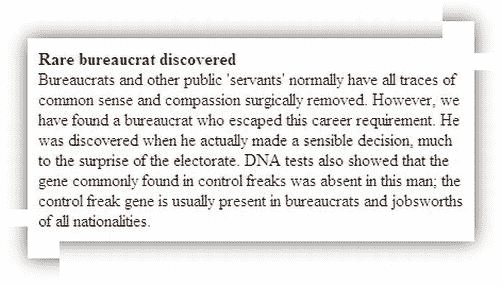 Rare bureaucrat discovered
Bureaucrats and other public 'servants' normally have all traces of
common sense and compassion surgically removed. However, we
have found a bureaucrat who escaped this career requirement. He
was discovered when he actually made a sensible decision, much
to the surprise of the electorate. DNA tests also showed that the
gene commonly found in control freaks was absent in this man; the
control freak gene is usually present in bureaucrats and jobsworths
of all nationalities.